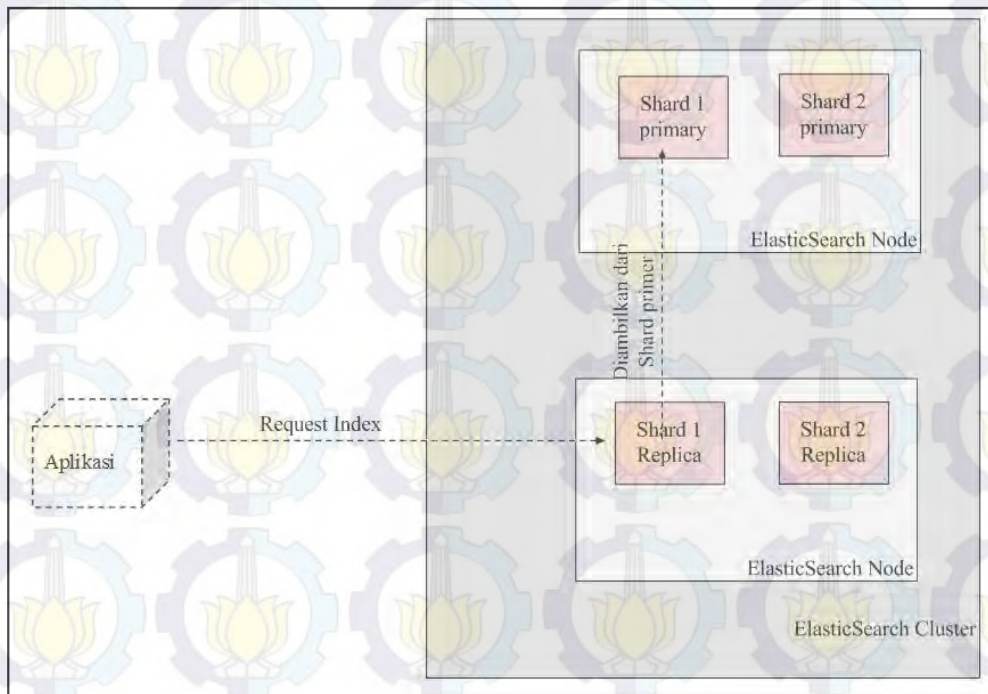 Shard 1
primary
Shard 2
primary
ElasticSearch Node
Diambilkan dari
Shard primer
Aplikasi
Request Index
Shard 1
Replica
Shard 2
Replica
ElasticSearch Node
ElasticSearch Cluster